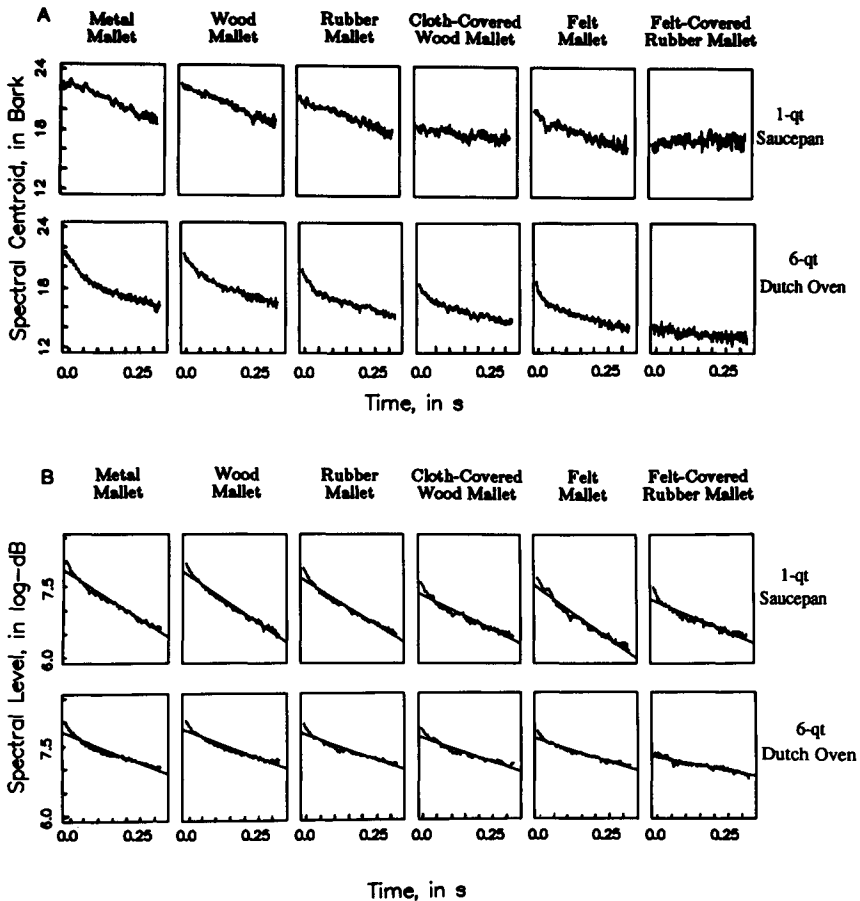 A
Metal Mallet
Wood Mallet
Rubber Mallet
Cloth-Covered Wood Mallet
Felt Mallet
Felt-Covered Rubber Mallet
Spectral Centroid, in Bark
24
18
12
1-qt Saucepan
24
18
12
6-qt Dutch Oven
0.0 0.25 0.0 0.25 0.0 0.25 0.0 0.25 0.0 0.25 0.0 0.25
Time, in s
B
Metal Mallet
Wood Mallet
Rubber Mallet
Cloth-Covered Wood Mallet
Felt Mallet
Felt-Covered Rubber Mallet
Spectral Level, in log-dB
7.5
6.0
1-qt Saucepan
7.5
6.0
6-qt Dutch Oven
0.0 0.25 0.0 0.25 0.0 0.25 0.0 0.25 0.0 0.25 0.0 0.25
Time, in s